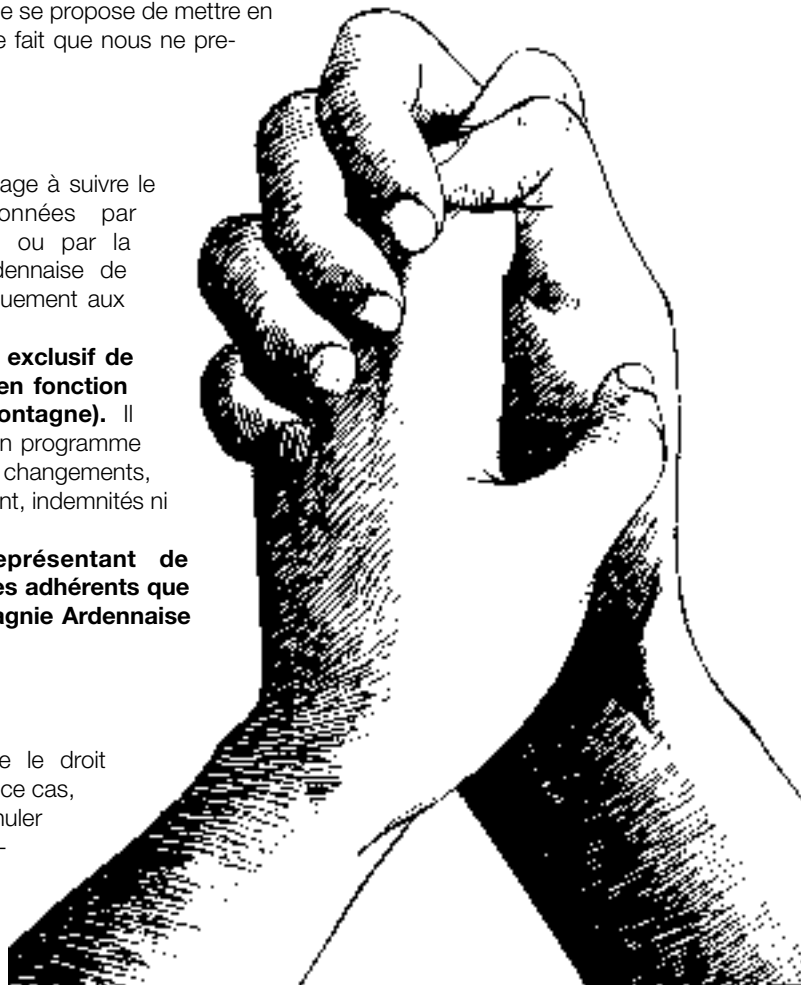 e se propose de mettre en
e fait que nous ne pre-
age à suivre le
onnées par
ou par la
dennaise de
quement aux
exclusif de
en fonction
ontagne). Il
n programme
changements,
nt, indemnités ni
eprésentant de
es adhérents que
agnie Ardennaise
e le droit
ce cas,
nuler
-